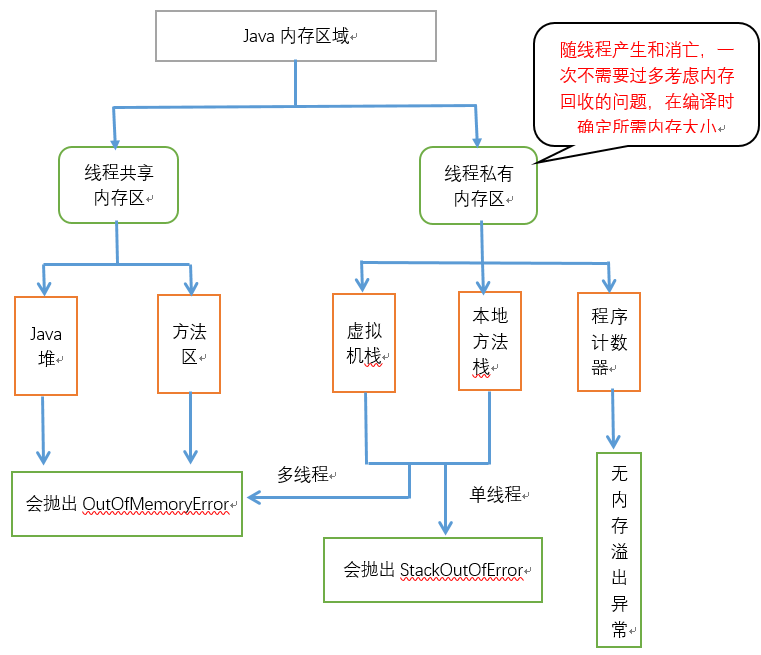 Java 内存区域
随线程产生和消亡，一
次不需要过多考虑内存
回收的问题，在编译时
确定所需内存大小
线程共享
内存区
线程私有
内存区
Java
堆
方法
区
虚拟
机栈
本地
方法
栈
程序
计数
器
多线程
单线程
会抛出 OutOfMemoryError
会抛出 StackOutOfError
无
内
存
溢
出
异
常